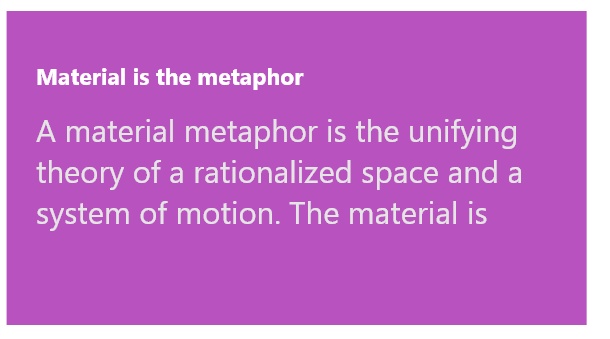 Material is the metaphor
A material metaphor is the unifying
theory of a rationalized space and a
system of motion. The material is